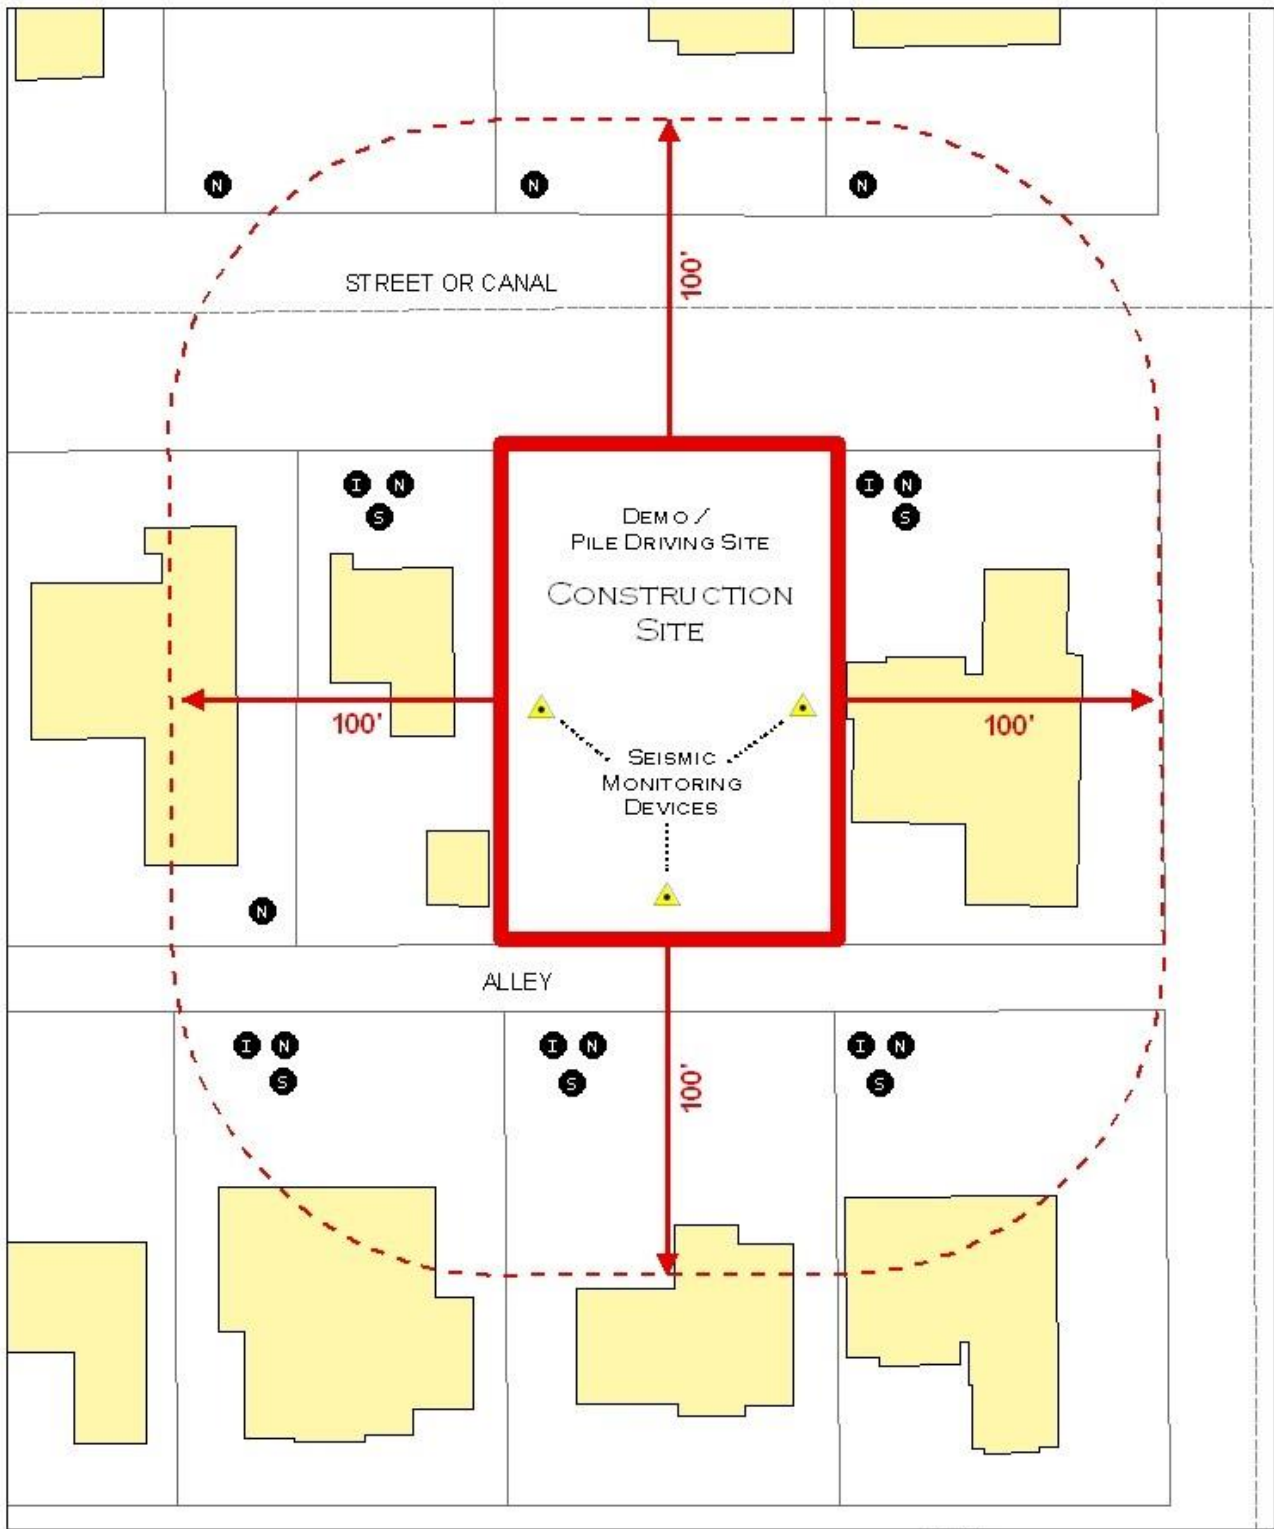 N N N
100'
STREET OR CANAL
I N I N
S S
DEMO /
PILE DRIVING SITE
CONSTRUCTION
SITE
100' 100'
SEISMIC
MONITORING
DEVICES
N
ALLEY
I N I N I N
S S S
100'